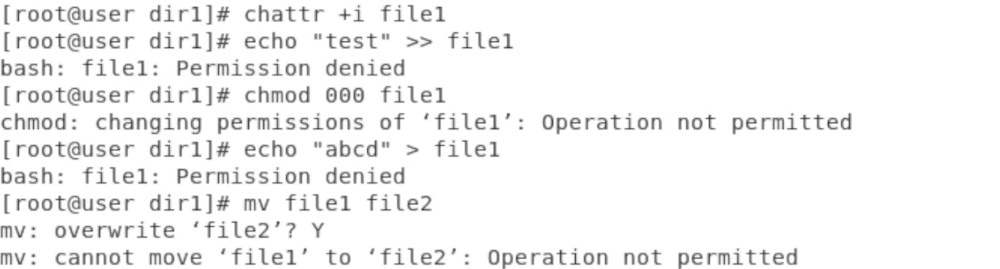 [root@user dir1]# chattr +i file1
[root@user dir1]# echo "test" >> file1
bash: file1: Permission denied
[root@user dir1]# chmod 000 file1
chmod: changing permissions of ‘file1’: Operation not permitted
[root@user dir1]# echo "abcd" > file1
bash: file1: Permission denied
[root@user dir1]# mv file1 file2
mv: overwrite ‘file2’? Y
mv: cannot move ‘file1’ to ‘file2’: Operation not permitted